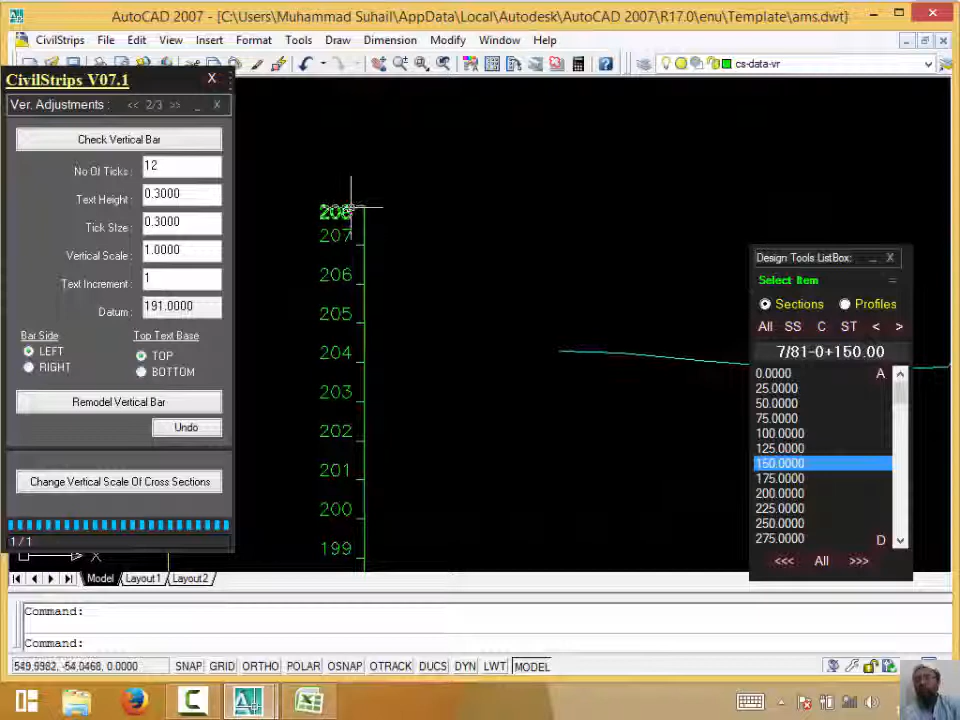 AutoCAD 2007 - [C:\Users\Muhammad Suhail\AppData\Local\Autodesk\AutoCAD 2007\R17.0\enu\Template\ams.dwt]
CivilStrips File Edit View Insert Format Tools Draw Dimension Modify Window Help
cs-data-vr
CivilStrips V07.1 X
Ver. Adjustments : << 2/3 >> _ X
Check Vertical Bar
No Of Ticks : 12
Text Height : 0.3000
Tick SIze : 0.3000
Vertical Scale : 1.0000
Text Increment : 1
Datum : 191.0000
Bar Side Top Text Base
LEFT TOP
RIGHT BOTTOM
Remodel Vertical Bar
Undo
Change Vertical Scale Of Cross Sections
1 / 1
207
206
205
204
203
202
201
200
199
Design Tools ListBox: _ X
Select Item =
Sections Profiles
All SS C ST < >
7/81-0+150.00
0.0000 A
25.0000
50.0000
75.0000
100.0000
125.0000
150.0000
175.0000
200.0000
225.0000
250.0000
275.0000 D
<<< All >>>
X
Model Layout1 Layout2
Command:
Command:
549.9982, -54.0468, 0.0000 SNAP GRID ORTHO POLAR OSNAP OTRACK DUCS DYN LWT MODEL